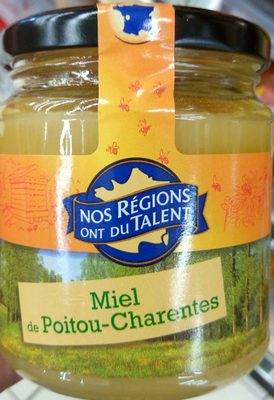 NOS RÉGIONS
ONT DU TALENT
Miel
de Poitou-Charentes